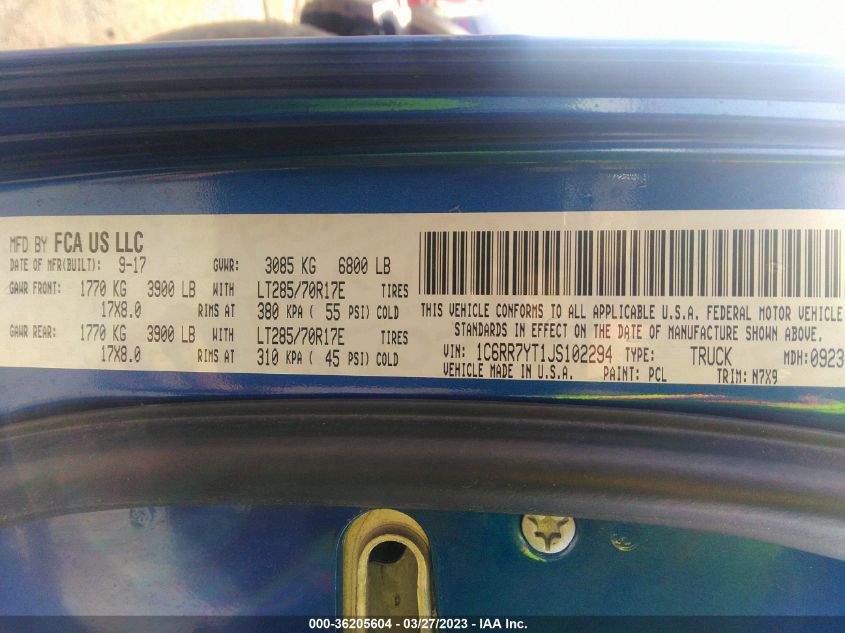 MFD BY FCA US LLC
DATE OF MFR(BUILT): 9-17 GVWR: 3085 KG 6800 LB
GAWR FRONT: 1770 KG 3900 LB WITH LT285/70R17E TIRES
17X8.0 RIMS AT 380 KPA ( 55 PSI) COLD
GAWR REAR: 1770 KG 3900 LB WITH LT285/70R17E TIRES
17X8.0 RIMS AT 310 KPA ( 45 PSI) COLD
THIS VEHICLE CONFORMS TO ALL APPLICABLE U.S.A. FEDERAL MOTOR VEHICLE
STANDARDS IN EFFECT ON THE DATE OF MANUFACTURE SHOWN ABOVE.
VIN: 1C6RR7YT1JS102294 TYPE: TRUCK MDH:0923
VEHICLE MADE IN U.S.A. PAINT: PCL TRIM: N7X9
000-36205604 - 03/27/2023 - IAA Inc.